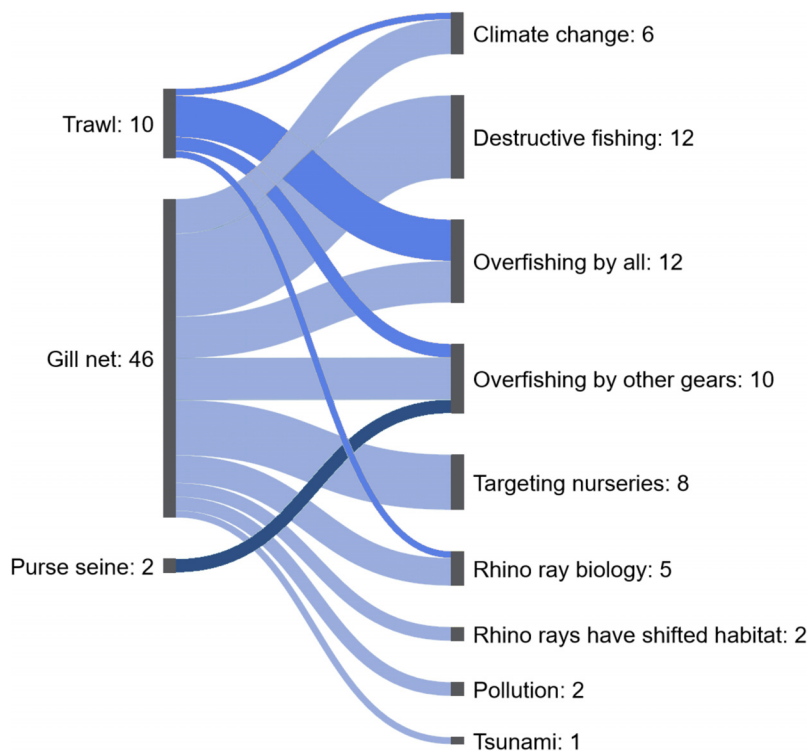 Trawl: 10
Gill net: 46
Purse seine: 2
Climate change: 6
Destructive fishing: 12
Overfishing by all: 12
Overfishing by other gears: 10
Targeting nurseries: 8
Rhino ray biology: 5
Rhino rays have shifted habitat: 2
Pollution: 2
Tsunami: 1